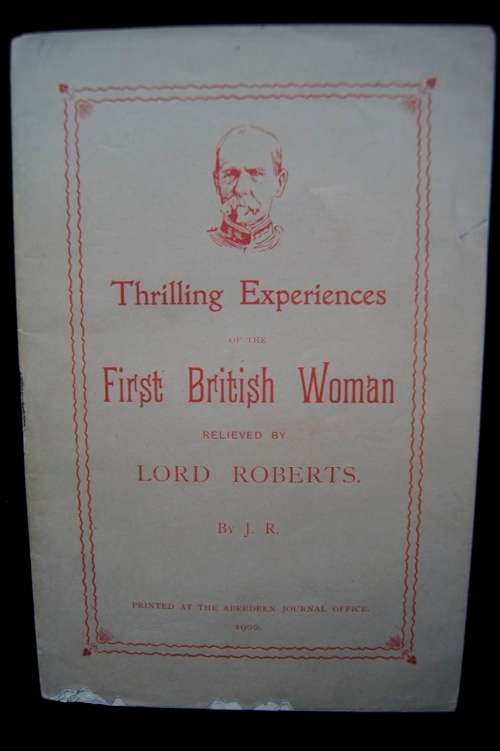 Thrilling Experiences
OF THE
First British Woman
RELIEVED BY
LORD ROBERTS.
By J. R.
PRINTED AT THE ABERDEEN JOURNAL OFFICE.
1900.